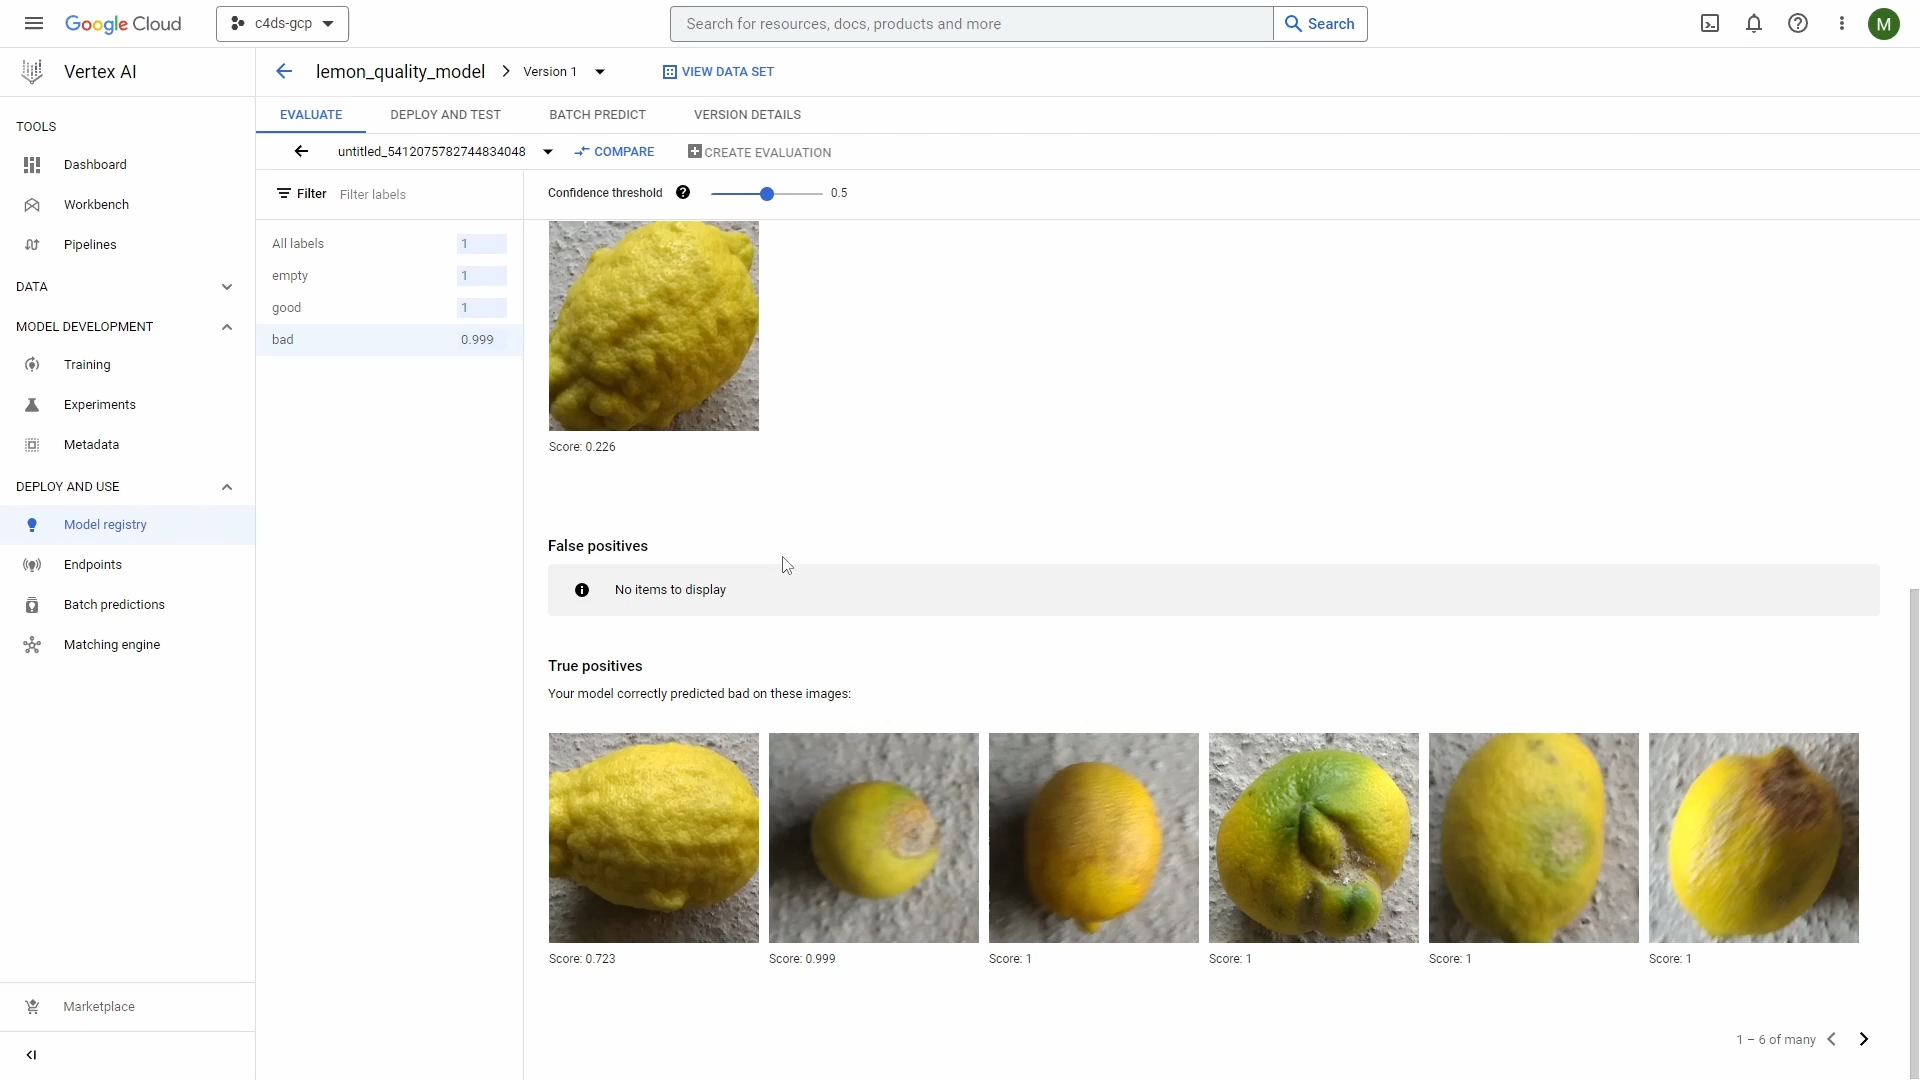 Google Cloud
c4ds-gcp
Search for resources, docs, products and more
Search
M
Vertex AI
lemon_quality_model
Version 1
VIEW DATA SET
EVALUATE
DEPLOY AND TEST
BATCH PREDICT
VERSION DETAILS
untitled_5412075782744834048
COMPARE
CREATE EVALUATION
TOOLS
Dashboard
Workbench
Pipelines
DATA
MODEL DEVELOPMENT
Training
Experiments
Metadata
DEPLOY AND USE
Model registry
Endpoints
Batch predictions
Matching engine
Marketplace
Filter Filter labels
All labels 1
empty 1
good 1
bad 0.999
Confidence threshold 0.5
Score: 0.226
False positives
No items to display
True positives
Your model correctly predicted bad on these images:
Score: 0.723
Score: 0.999
Score: 1
Score: 1
Score: 1
Score: 1
1 – 6 of many